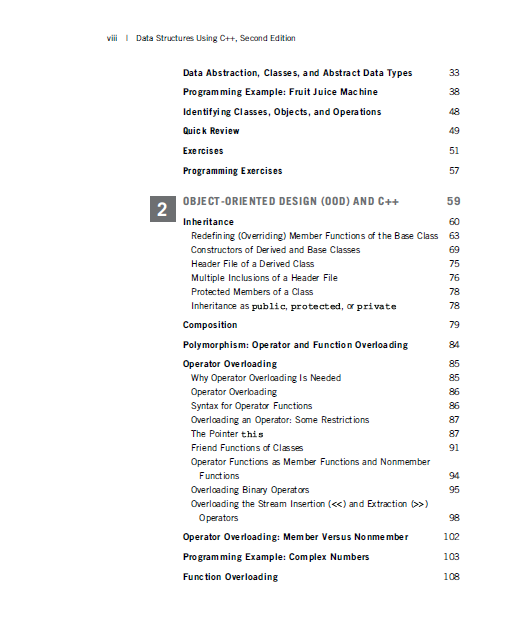 viii | Data Structures Using C++, Second Edition
Data Abstraction, Classes, and Abstract Data Types 33
Programming Example: Fruit Juice Machine 38
Identifying Classes, Objects, and Operations 48
Quick Review 49
Exercises 51
Programming Exercises 57
2 OBJECT-ORIENTED DESIGN (OOD) AND C++ 59
Inheritance 60
Redefining (Overriding) Member Functions of the Base Class 63
Constructors of Derived and Base Classes 69
Header File of a Derived Class 75
Multiple Inclusions of a Header File 76
Protected Members of a Class 78
Inheritance as public, protected, or private 78
Composition 79
Polymorphism: Operator and Function Overloading 84
Operator Overloading 85
Why Operator Overloading Is Needed 85
Operator Overloading 86
Syntax for Operator Functions 86
Overloading an Operator: Some Restrictions 87
The Pointer this 87
Friend Functions of Classes 91
Operator Functions as Member Functions and Nonmember
Functions 94
Overloading Binary Operators 95
Overloading the Stream Insertion (<<) and Extraction (>>)
Operators 98
Operator Overloading: Member Versus Nonmember 102
Programming Example: Complex Numbers 103
Function Overloading 108